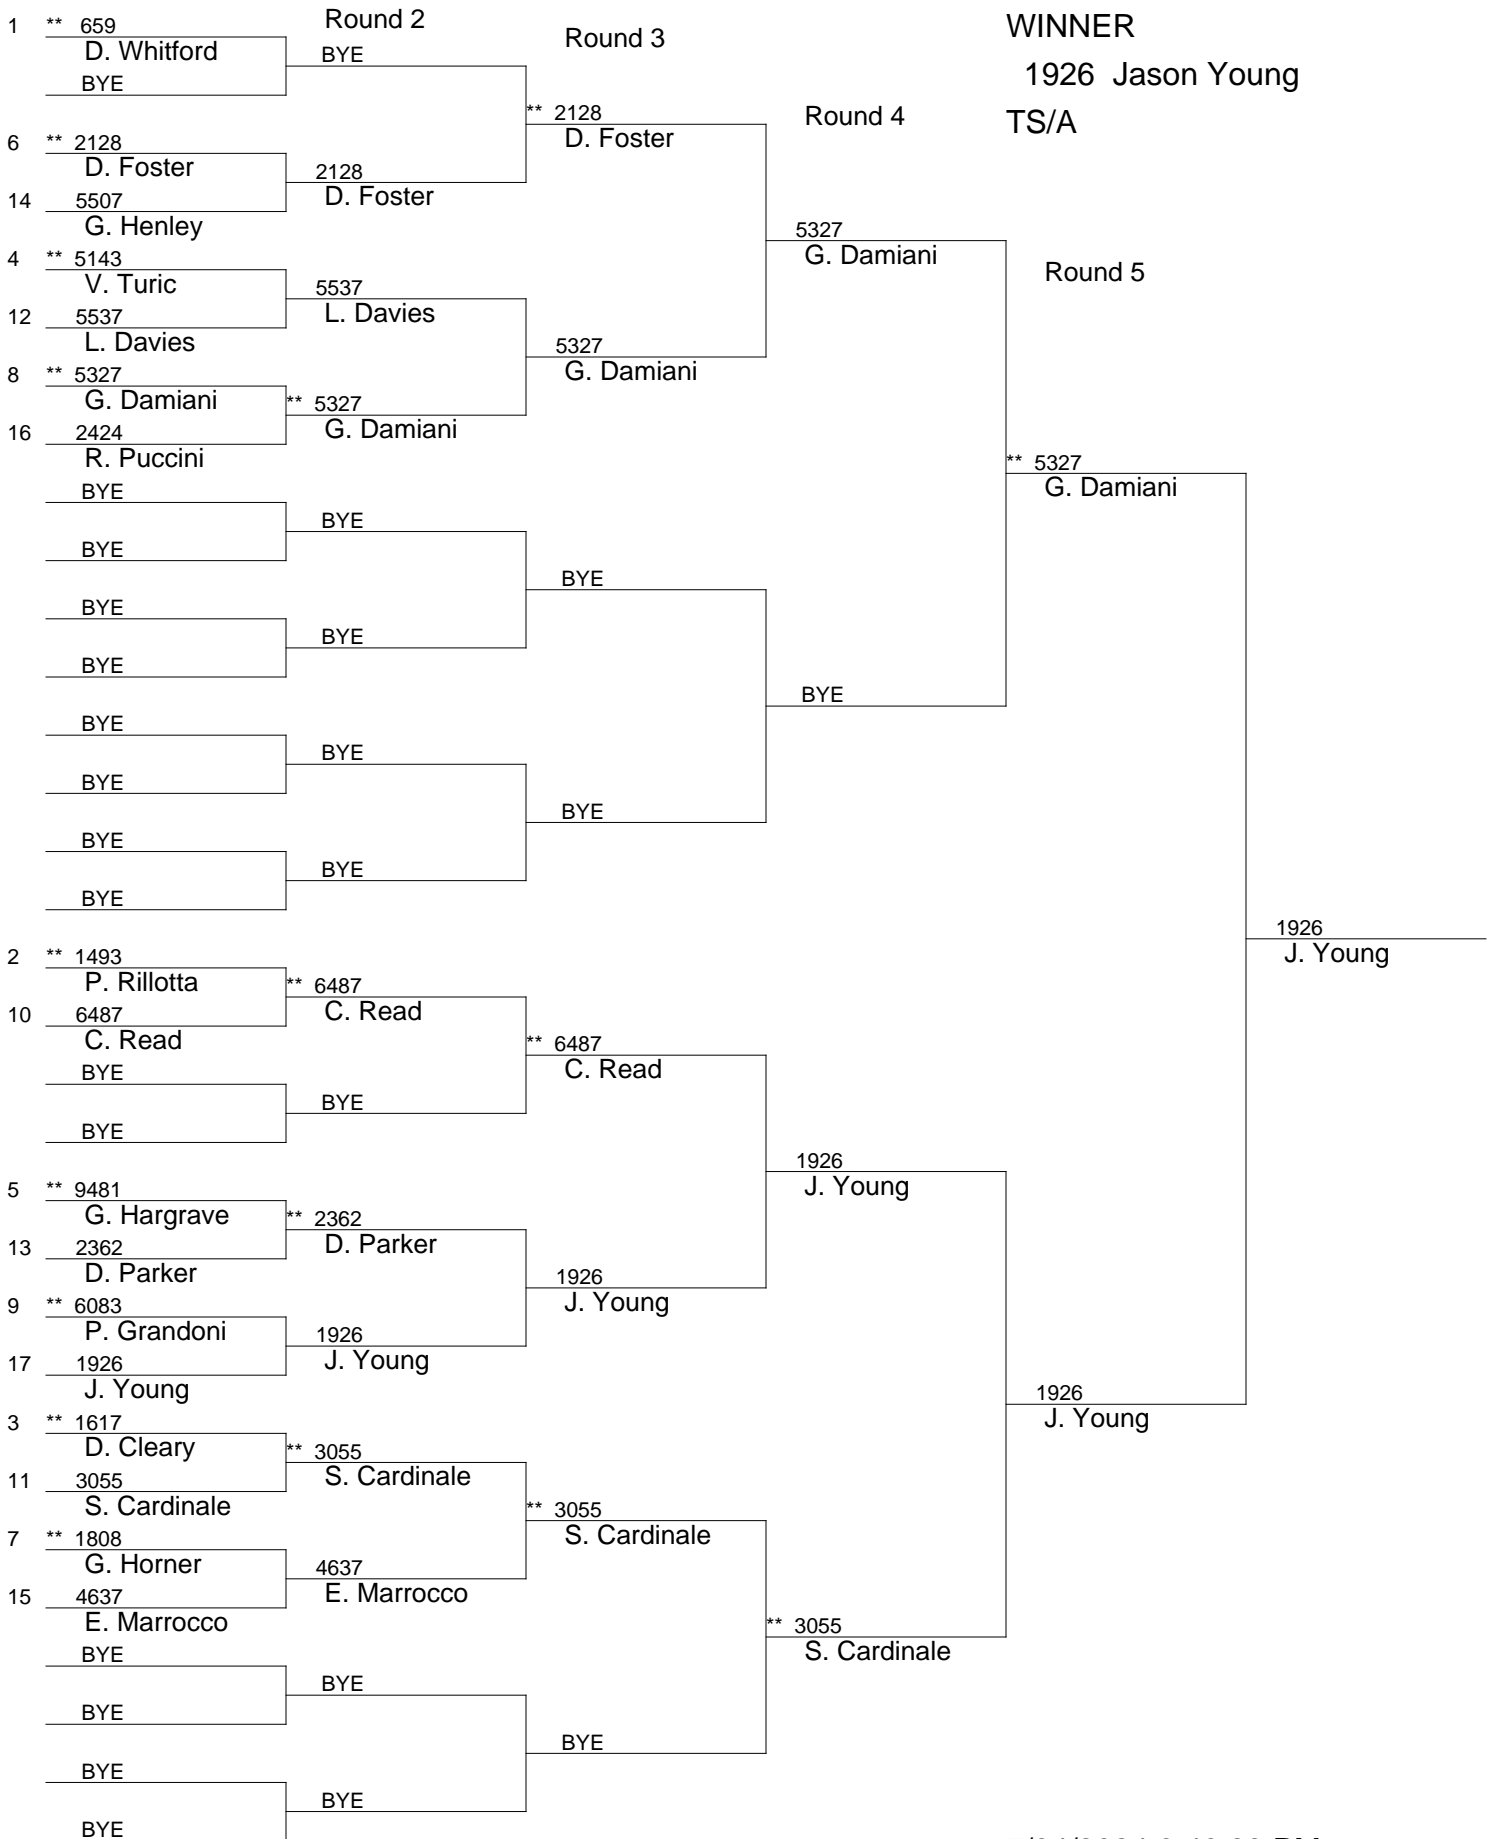 WINNER
1926 Jason Young
TS/A
Round 2
Round 3
Round 4
Round 5
1 ** 659
D. Whitford
BYE
6 ** 2128
D. Foster
14 5507
G. Henley
4 ** 5143
V. Turic
12 5537
L. Davies
8 ** 5327
G. Damiani
16 2424
R. Puccini
BYE
BYE
BYE
BYE
BYE
BYE
BYE
BYE
2 ** 1493
P. Rillotta
10 6487
C. Read
BYE
BYE
5 ** 9481
G. Hargrave
13 2362
D. Parker
9 ** 6083
P. Grandoni
17 1926
J. Young
3 ** 1617
D. Cleary
11 3055
S. Cardinale
7 ** 1808
G. Horner
15 4637
E. Marrocco
BYE
BYE
BYE
BYE
BYE
2128
D. Foster
5537
L. Davies
** 5327
G. Damiani
BYE
BYE
BYE
BYE
** 6487
C. Read
BYE
** 2362
D. Parker
1926
J. Young
** 3055
S. Cardinale
4637
E. Marrocco
BYE
BYE
** 2128
D. Foster
5327
G. Damiani
BYE
BYE
** 6487
C. Read
1926
J. Young
** 3055
S. Cardinale
BYE
5327
G. Damiani
BYE
1926
J. Young
** 3055
S. Cardinale
** 5327
G. Damiani
1926
J. Young
1926
J. Young